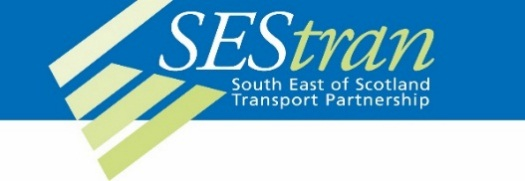 SEStran
South East of Scotland
Transport Partnership